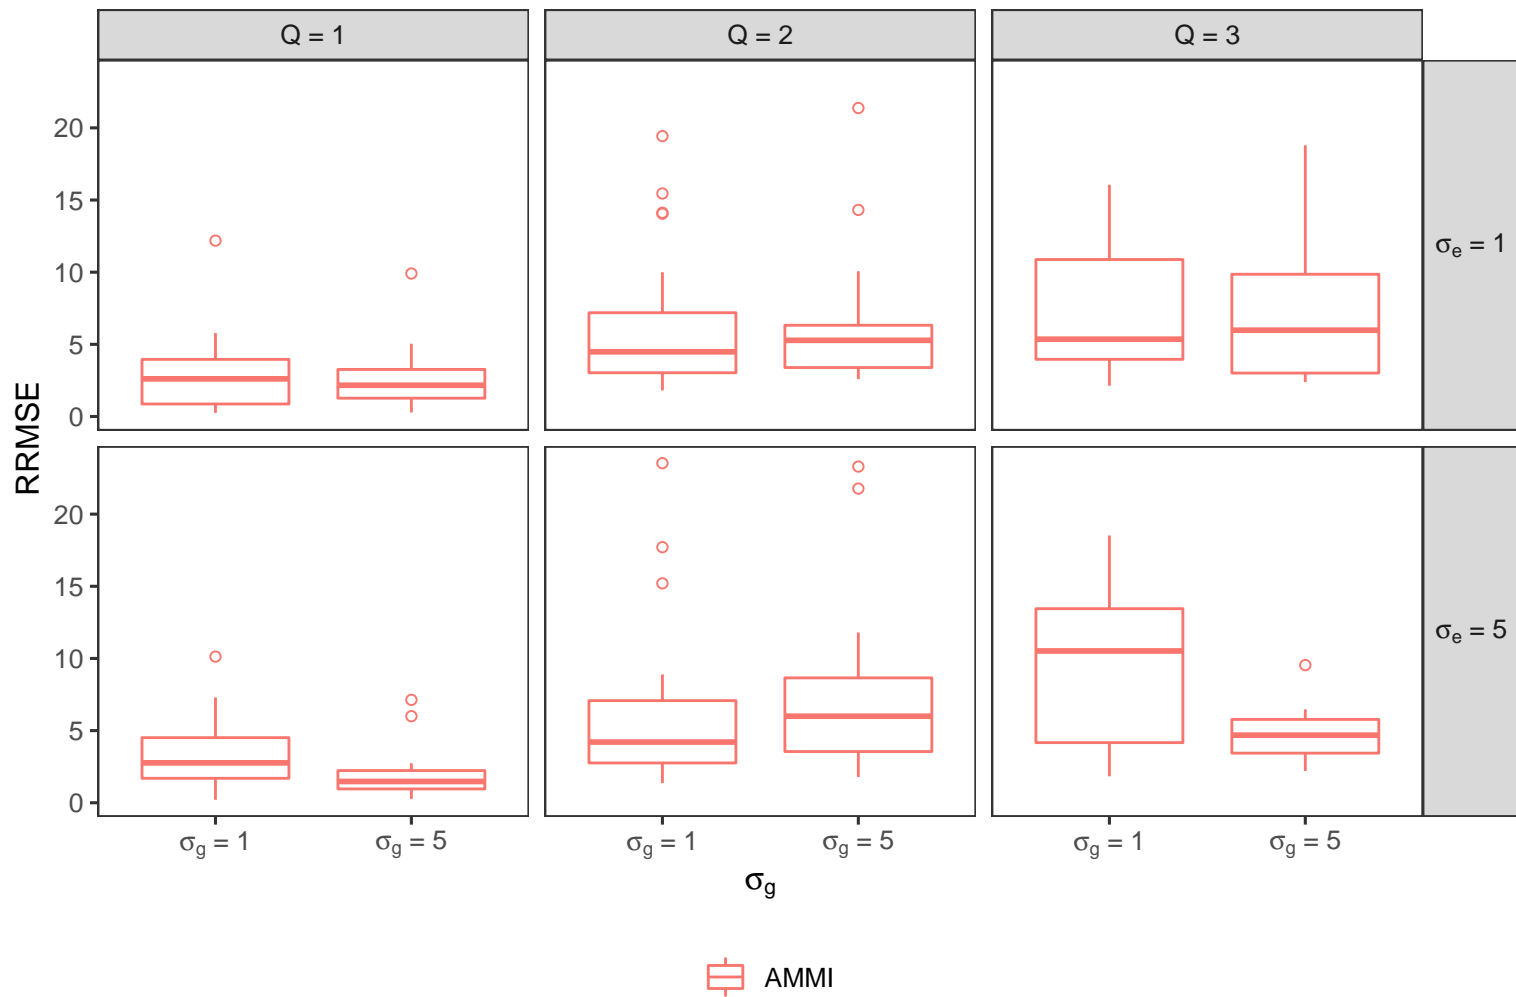 Q = 1
Q = 2
Q = 3
20
15
10
5
0
σe = 1
RRMSE
20
15
10
5
0
σe = 5
σg = 1
σg = 5
σg = 1
σg = 5
σg = 1
σg = 5
σg
AMMI